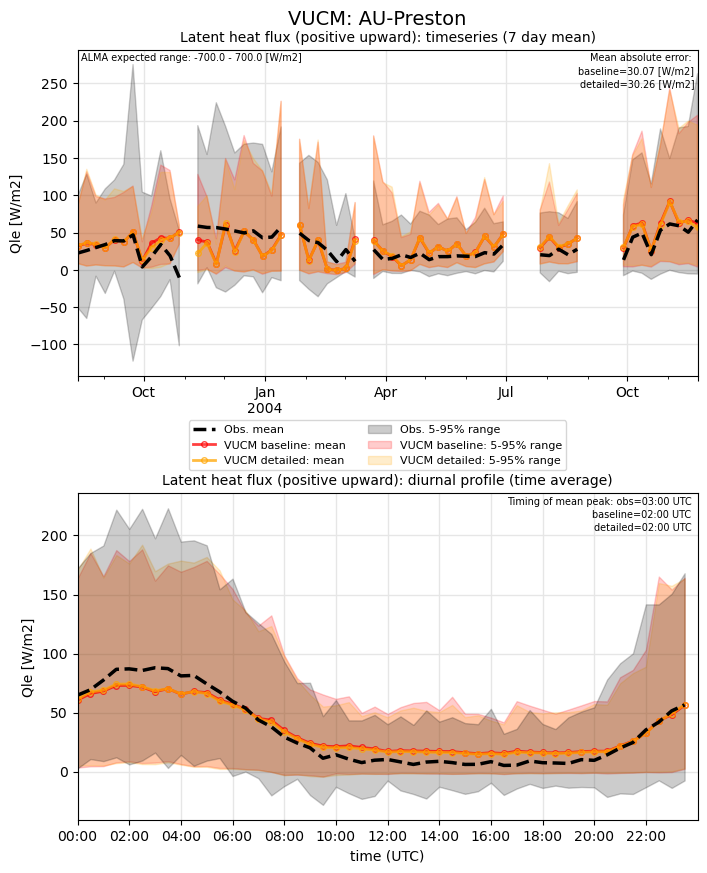 VUCM: AU-Preston
Latent heat flux (positive upward): timeseries (7 day mean)
ALMA expected range: -700.0 - 700.0 [W/m2]
Mean absolute error:
baseline=30.07 [W/m2]
detailed=30.26 [W/m2]
Qle [W/m2]
250
200
150
100
50
0
−50
−100
Oct
Jan
2004
Apr
Jul
Oct
Obs. mean
VUCM baseline: mean
VUCM detailed: mean
Obs. 5-95% range
VUCM baseline: 5-95% range
VUCM detailed: 5-95% range
Latent heat flux (positive upward): diurnal profile (time average)
Timing of mean peak: obs=03:00 UTC
baseline=02:00 UTC
detailed=02:00 UTC
Qle [W/m2]
200
150
100
50
0
00:00 02:00 04:00 06:00 08:00 10:00 12:00 14:00 16:00 18:00 20:00 22:00
time (UTC)